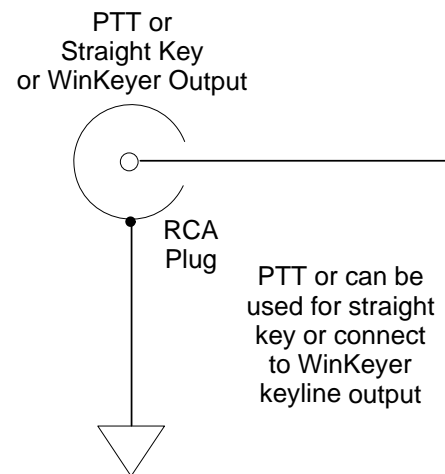 PTT or
Straight Key
or WinKeyer Output
RCA
Plug
PTT or can be
used for straight
key or connect
to WinKeyer
keyline output